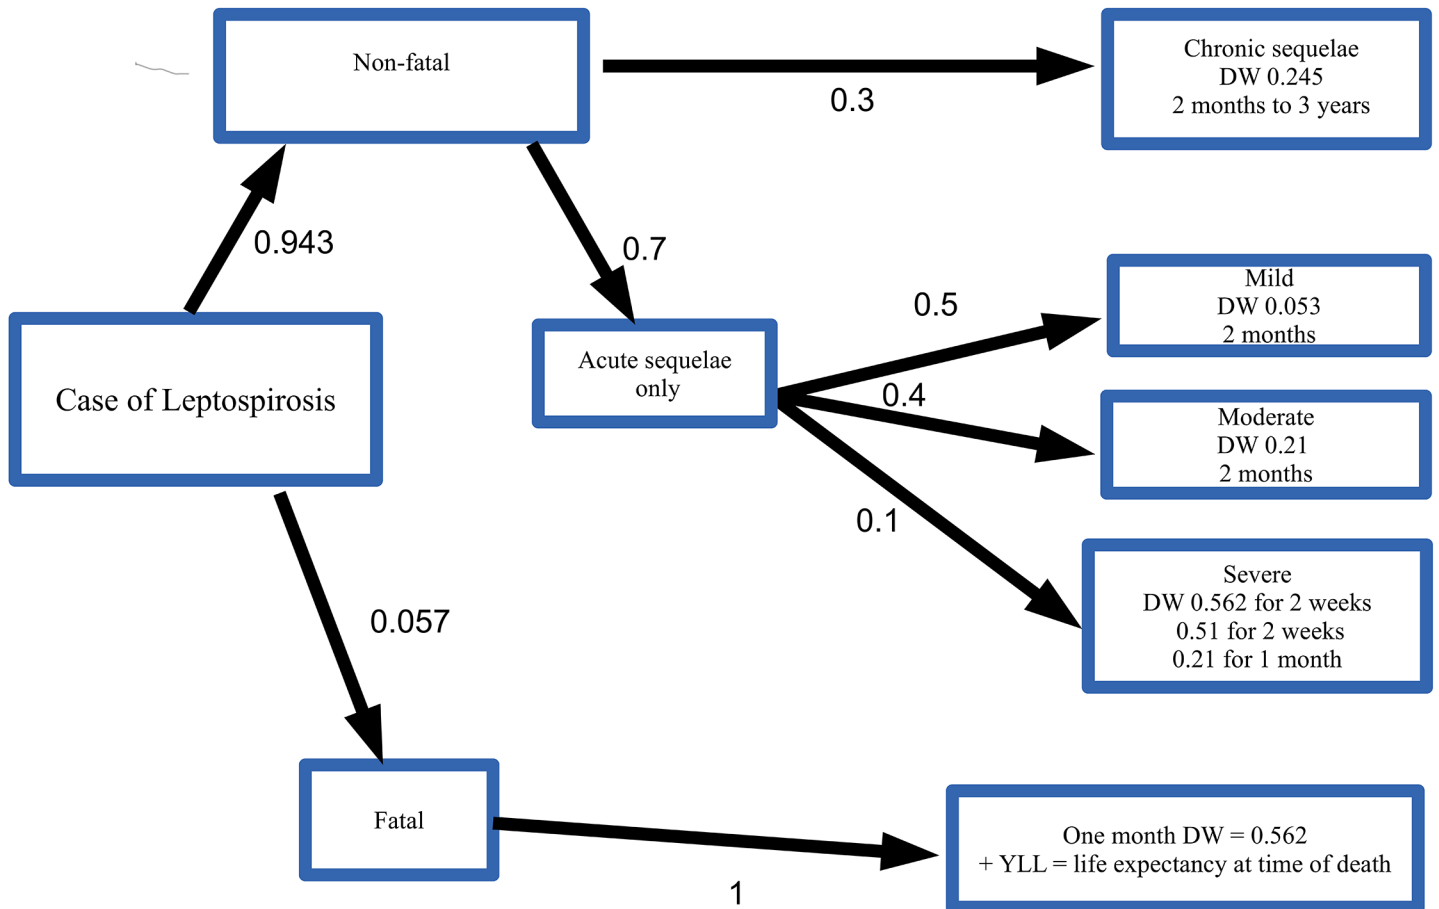 Non-fatal
0.3
Chronic sequelae
DW 0.245
2 months to 3 years
0.943
0.7
Case of Leptospirosis
Acute sequelae
only
0.5
Mild
DW 0.053
2 months
0.4
Moderate
DW 0.21
2 months
0.1
Severe
DW 0.562 for 2 weeks
0.51 for 2 weeks
0.21 for 1 month
0.057
Fatal
1
One month DW = 0.562
+ YLL = life expectancy at time of death